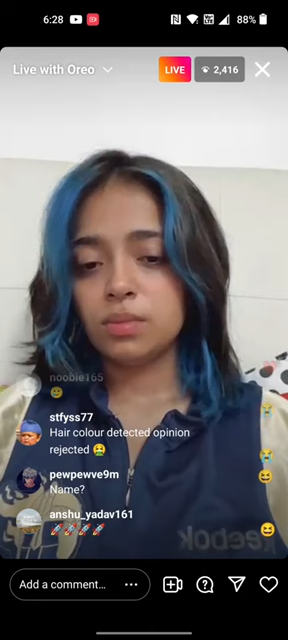 6:28
88%
Live with Oreo
LIVE
2,416
noobie165
stfyss77
Hair colour detected opinion
rejected
pewpewve9m
Name?
anshu_yadav161
Reebok
Add a comment...